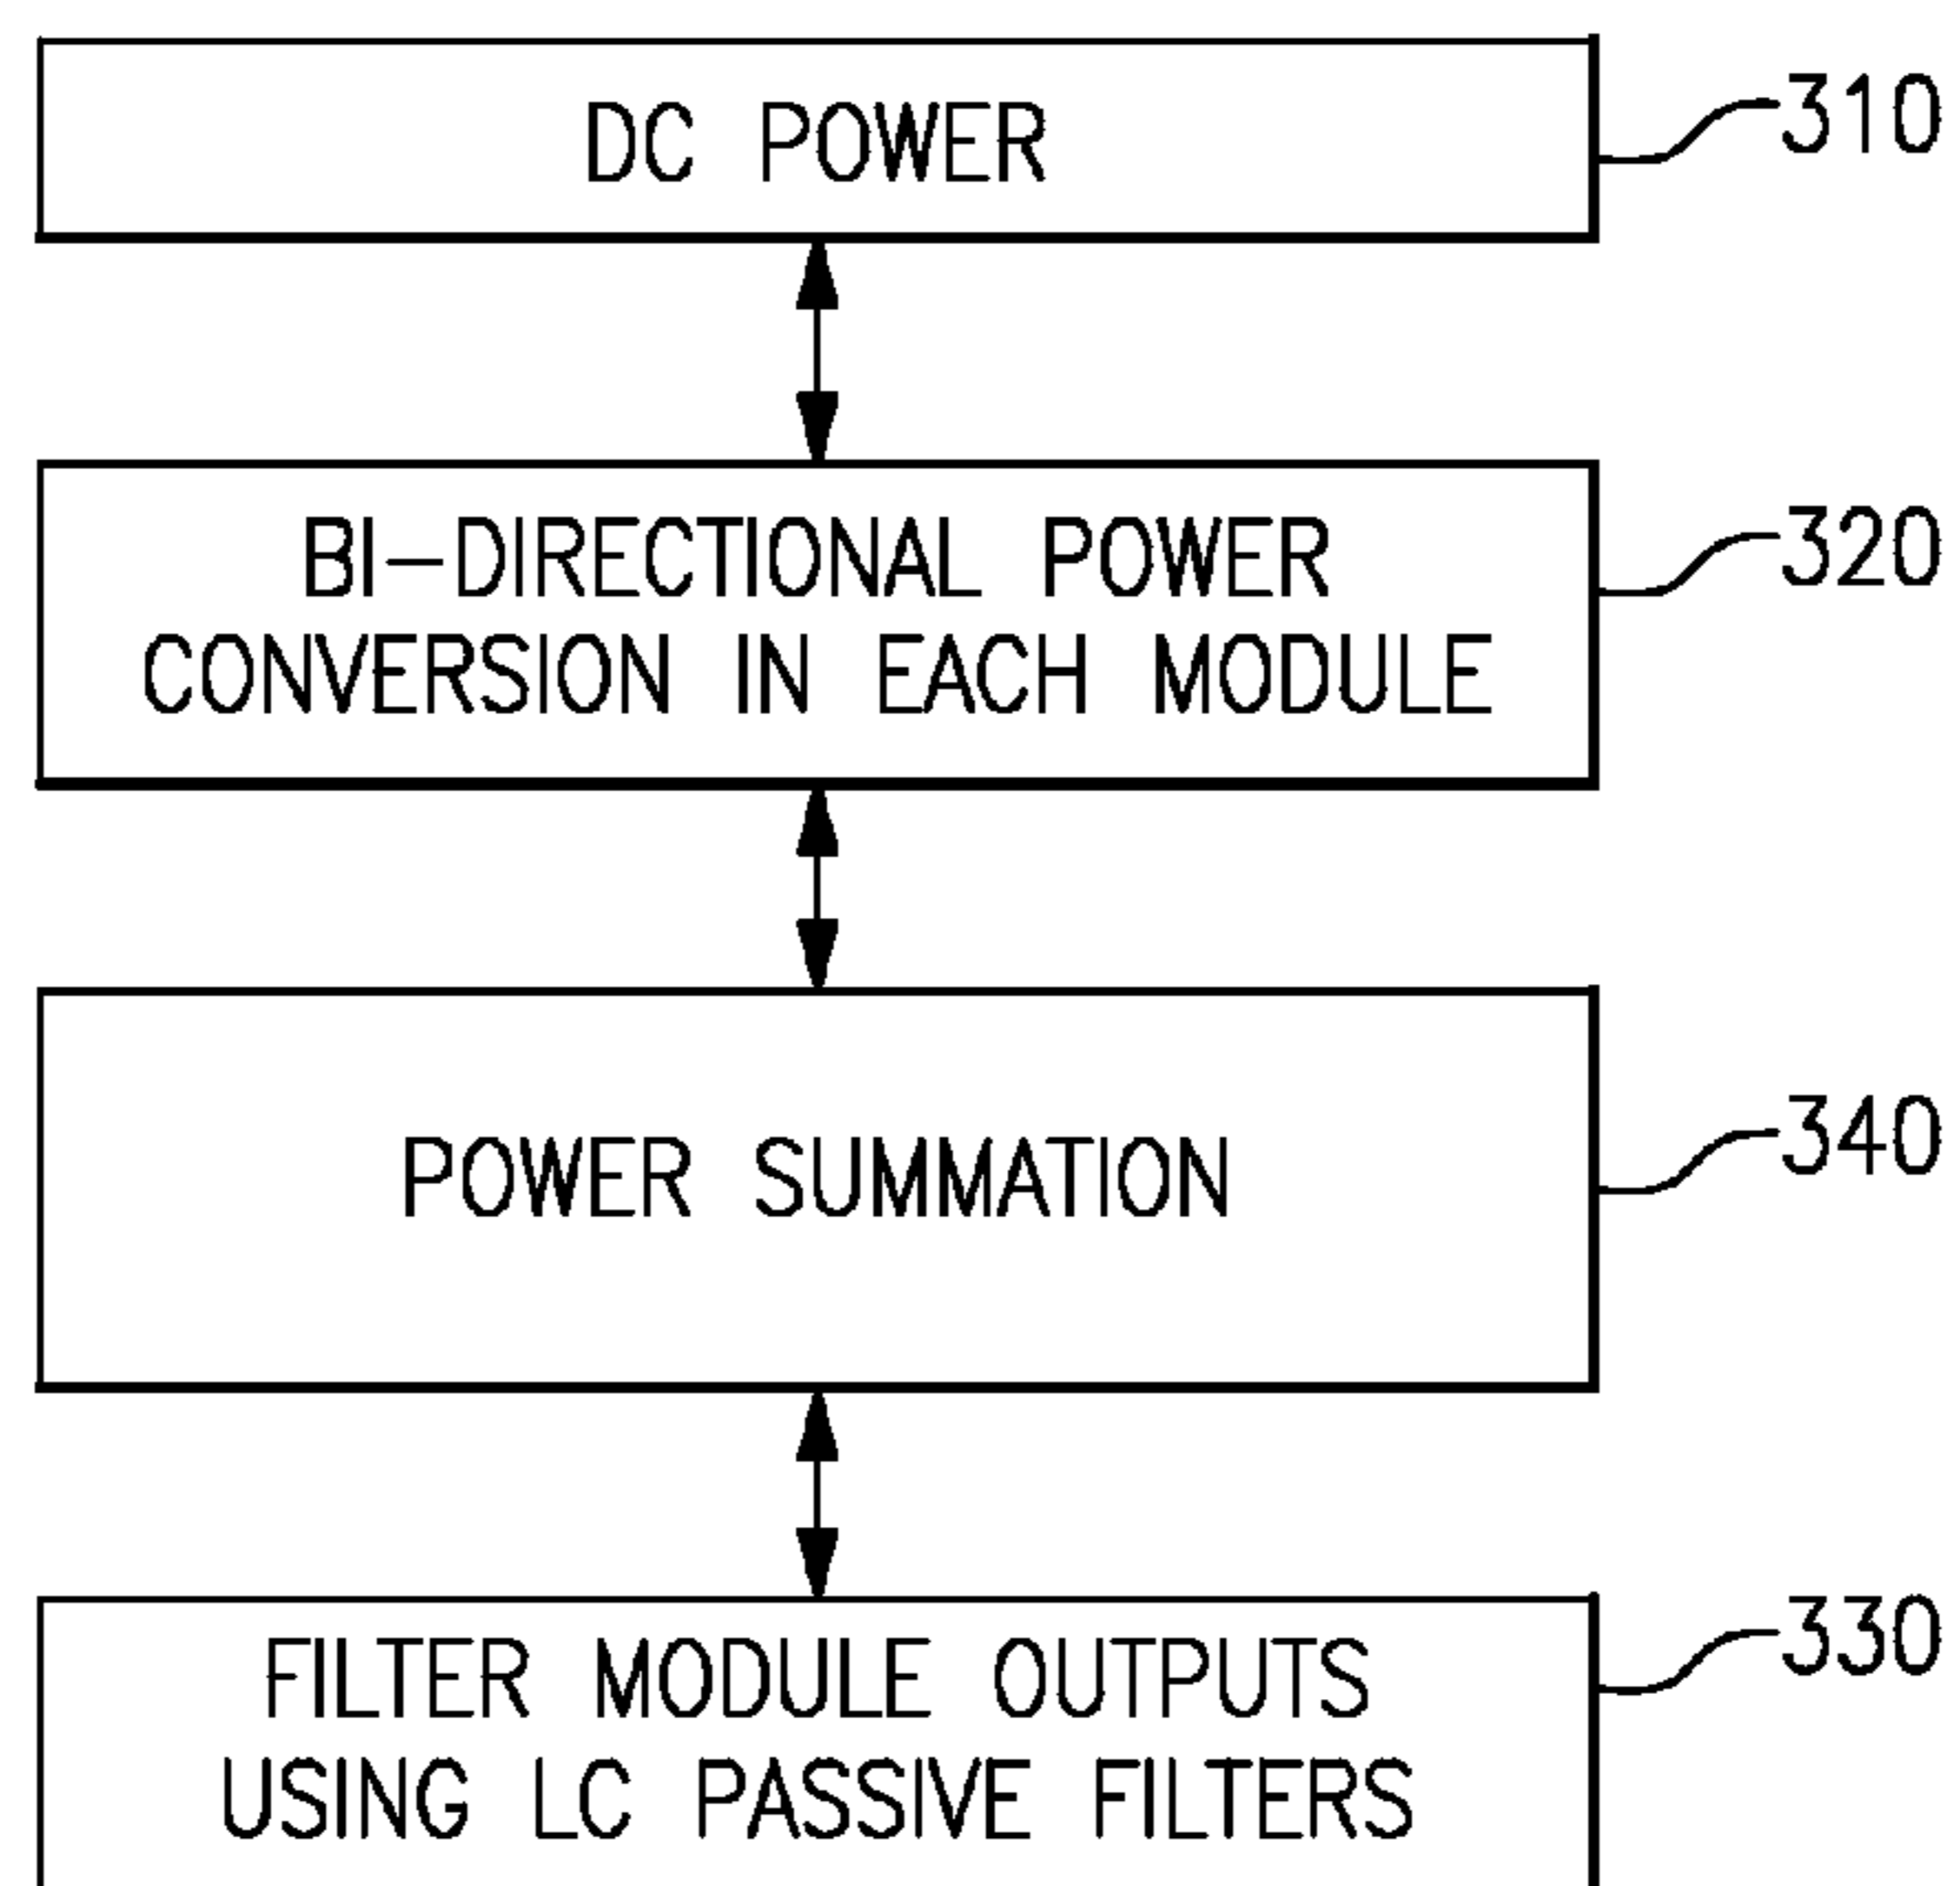 DC POWER
310
BI-DIRECTIONAL POWER
CONVERSION IN EACH MODULE
320
POWER SUMMATION
340
FILTER MODULE OUTPUTS
USING LC PASSIVE FILTERS
330